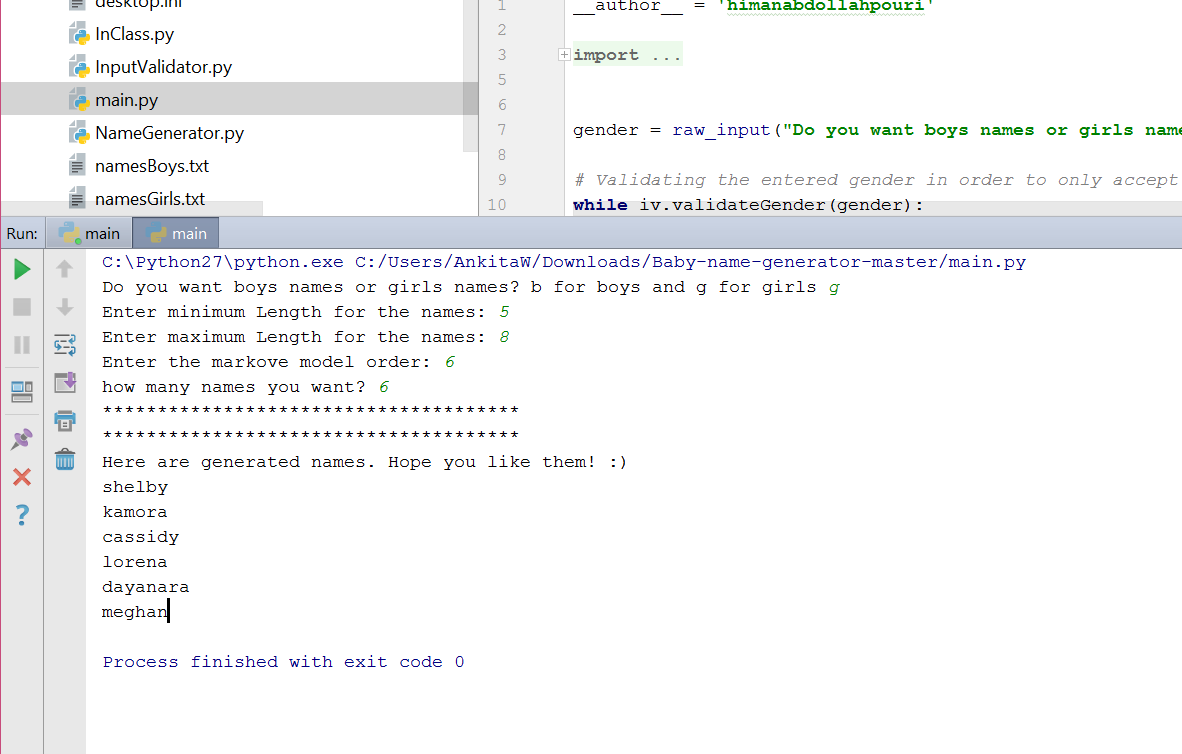 desktop.ini
InClass.py
InputValidator.py
main.py
NameGenerator.py
namesBoys.txt
namesGirls.txt
1 __author__ = 'himanabdollahpouri'
2
3 import ...
5
6
7 gender = raw_input("Do you want boys names or girls name
8
9 # Validating the entered gender in order to only accept
10 while iv.validateGender(gender):
Run: main main
C:\Python27\python.exe C:/Users/AnkitaW/Downloads/Baby-name-generator-master/main.py
Do you want boys names or girls names? b for boys and g for girls g
Enter minimum Length for the names: 5
Enter maximum Length for the names: 8
Enter the markove model order: 6
how many names you want? 6
**************************************
**************************************
Here are generated names. Hope you like them! :)
shelby
kamora
cassidy
lorena
dayanara
meghan
Process finished with exit code 0